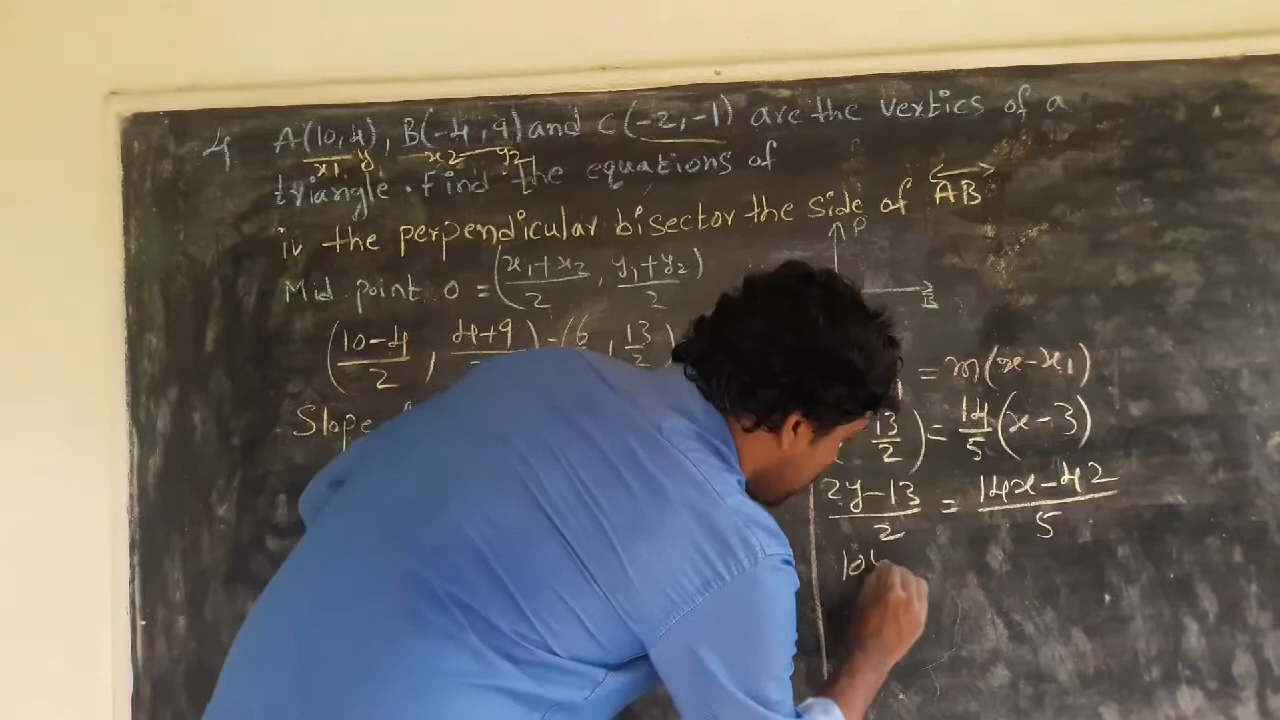 4 A(10,4), B(-4,9) and C(-2,-1) are the vertics of a
x1 y1 x2 y2
triangle. Find the equations of
i, the perpendicular bisector the side of AB
Mid point O = (x1+x2/2, y1+y2/2)
P
B
(10-4/2, 4+9/2) = (6/2, 13/2)
Slope
= m(x-x1)
13/2) = 14/5 (x-3)
2y-13/2 = 14x-42/5
10y